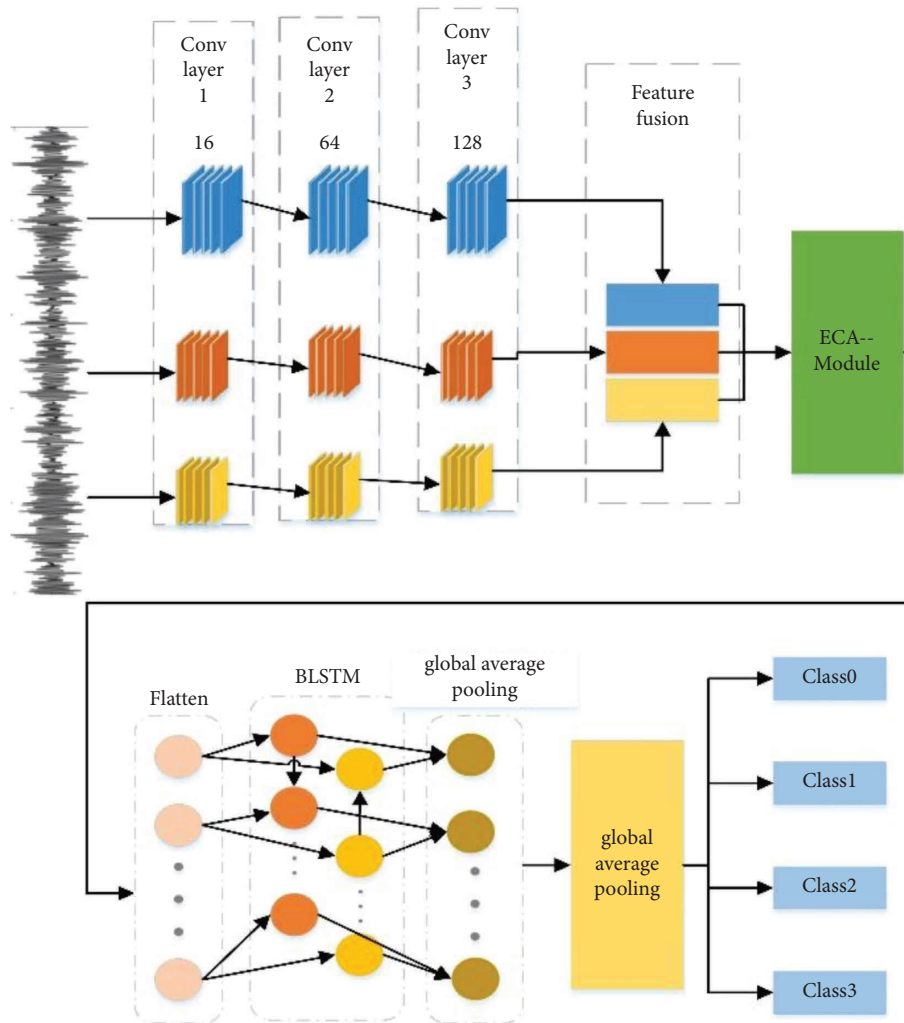 Conv
layer
1
16
Conv
layer
2
64
Conv
layer
3
128
Feature
fusion
ECA--
Module
Flatten
BLSTM
global average
pooling
global
average
pooling
Class0
Class1
Class2
Class3